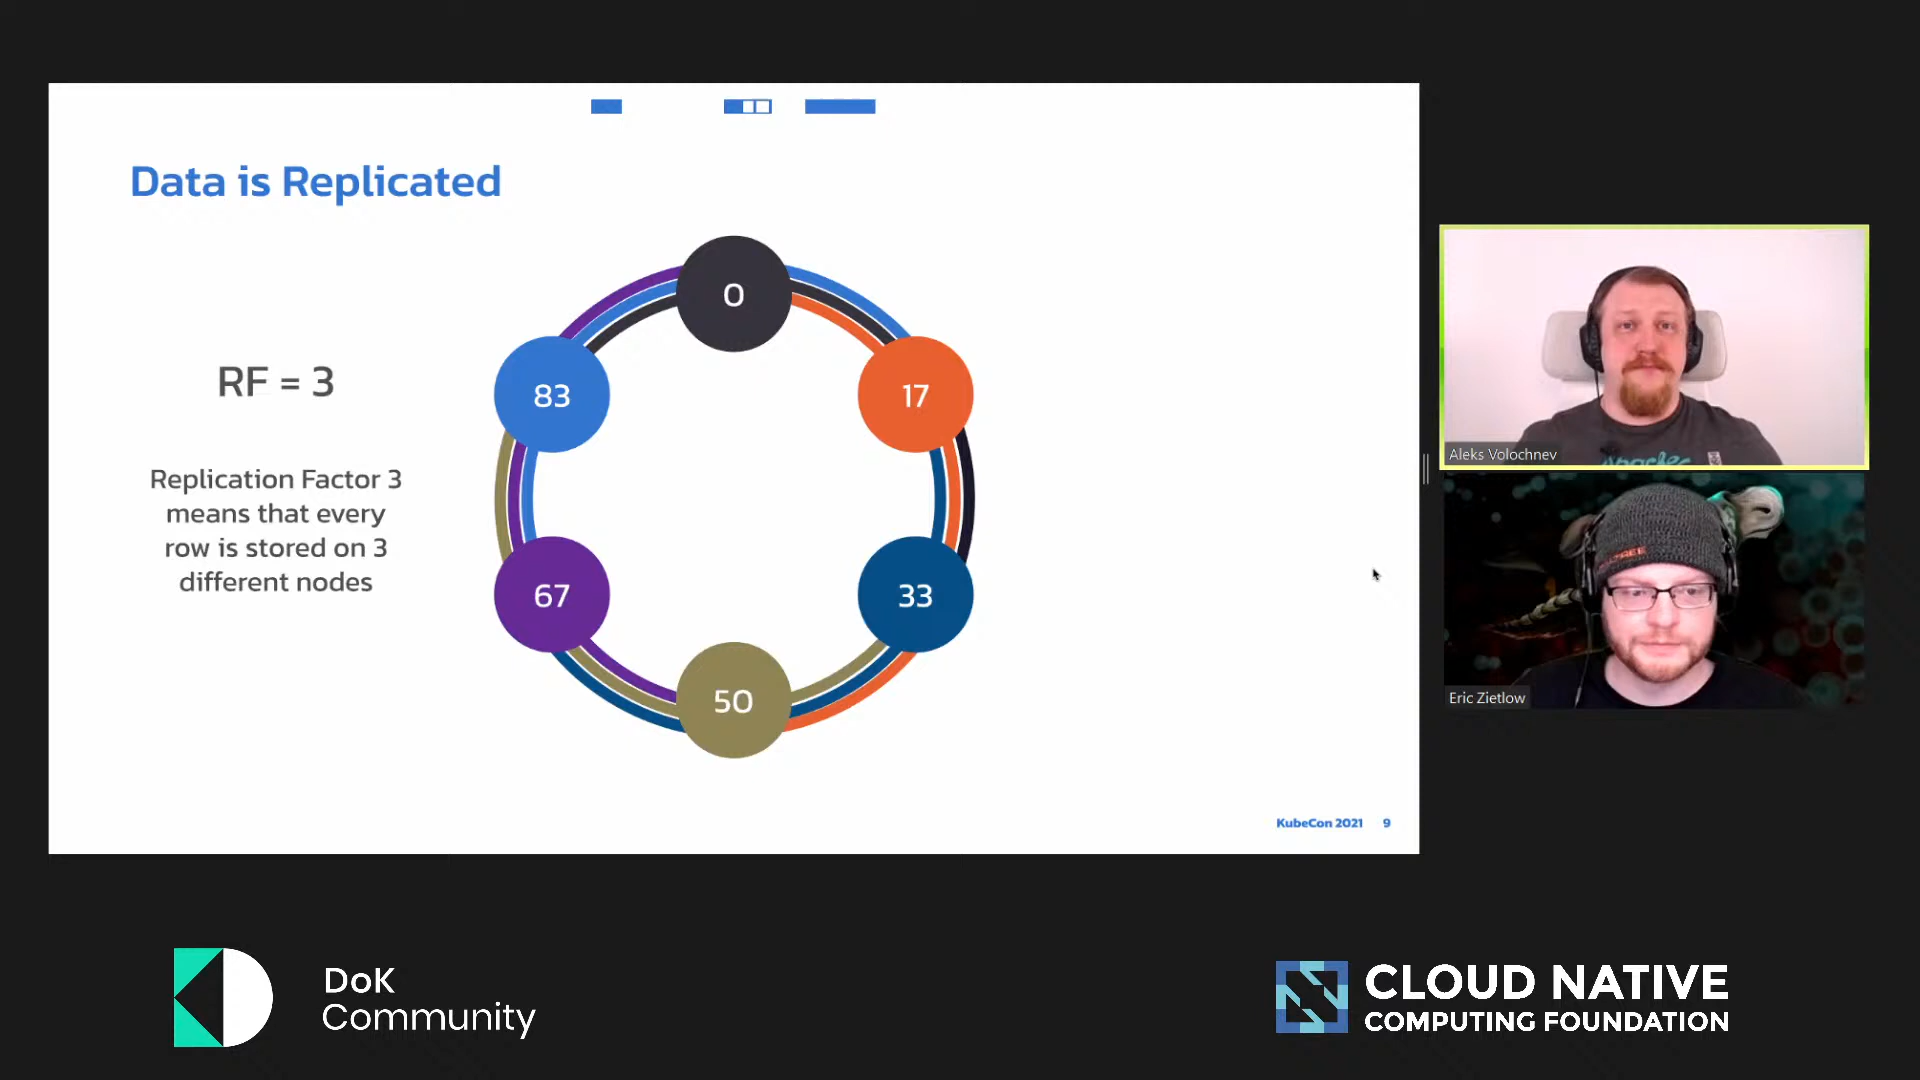 Data is Replicated
RF = 3
Replication Factor 3
means that every
row is stored on 3
different nodes
0
83
17
67
33
50
KubeCon 2021 9
Aleks Volochnev
TREE
Eric Zietlow
DoK
Community
CLOUD NATIVE
COMPUTING FOUNDATION